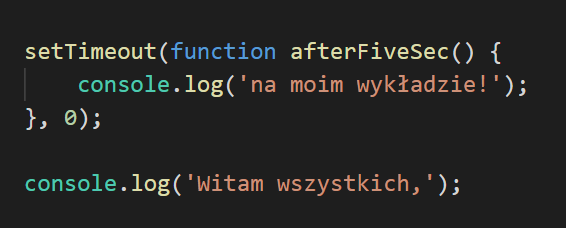 setTimeout(function afterFiveSec() {
    console.log('na moim wykładzie!');
}, 0);

console.log('Witam wszystkich,');